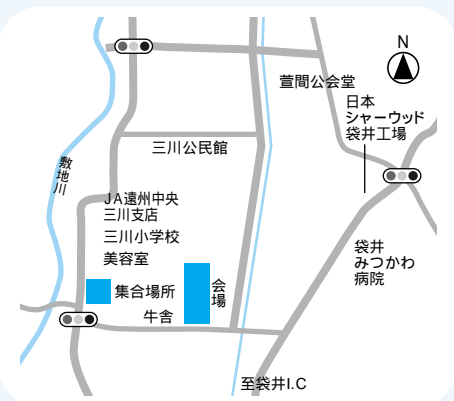 N
萱間公会堂
日本
シャーウッド
袋井工場
三川公民館
敷地川
JA遠州中央
三川支店
三川小学校
美容室
集合場所
会場
牛舎
袋井
みつかわ
病院
至袋井I.C